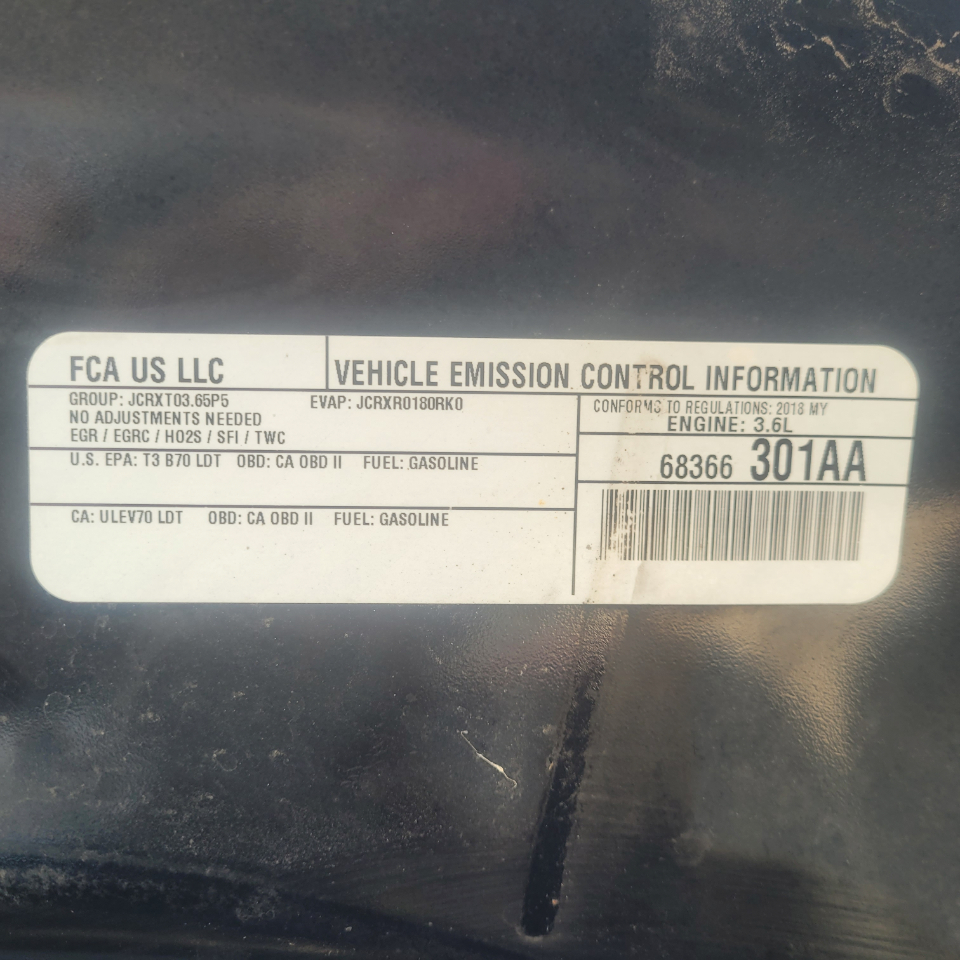 FCA US LLC
VEHICLE EMISSION CONTROL INFORMATION
GROUP: JCRXT03.65P5 EVAP: JCRXR0180RK0
NO ADJUSTMENTS NEEDED
EGR / EGRC / HO2S / SFI / TWC
U.S. EPA: T3 B70 LDT OBD: CA OBD II FUEL: GASOLINE
CA: ULEV70 LDT OBD: CA OBD II FUEL: GASOLINE
CONFORMS TO REGULATIONS: 2018 MY
ENGINE: 3.6L
68366 301AA